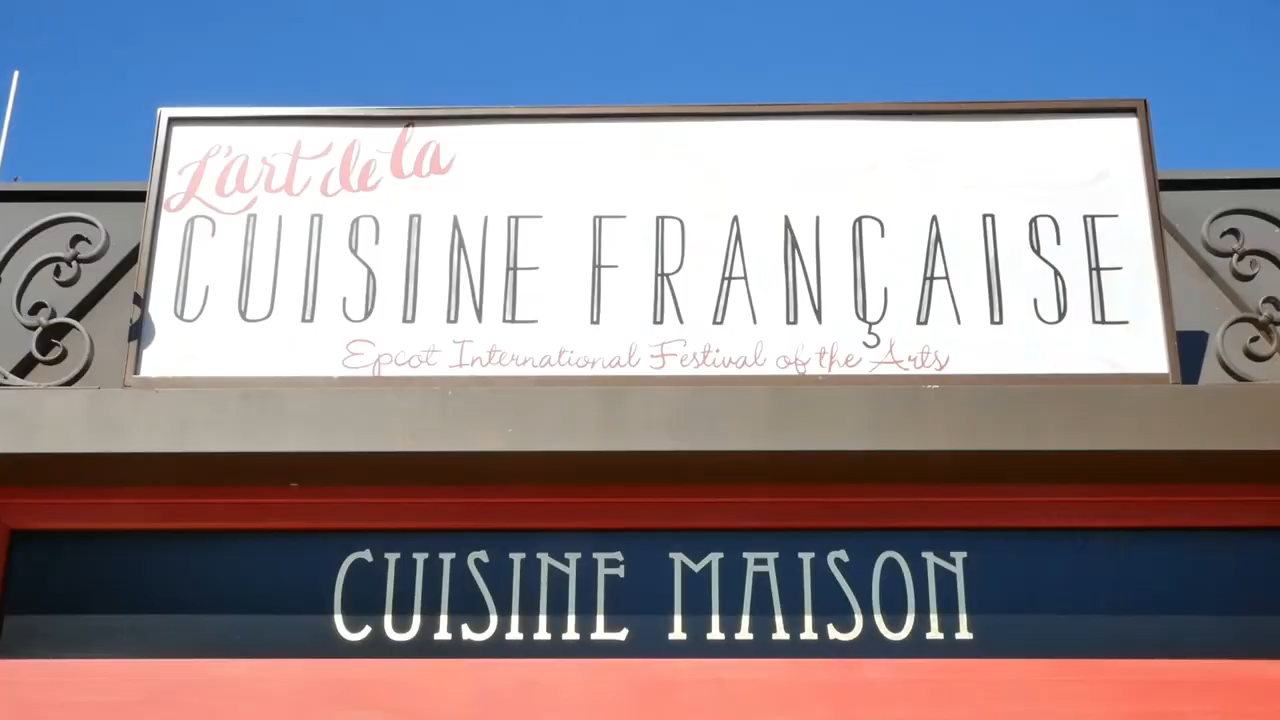 L'art de la
CUISINE FRANÇAISE
Epcot International Festival of the Arts
CUISINE MAISON